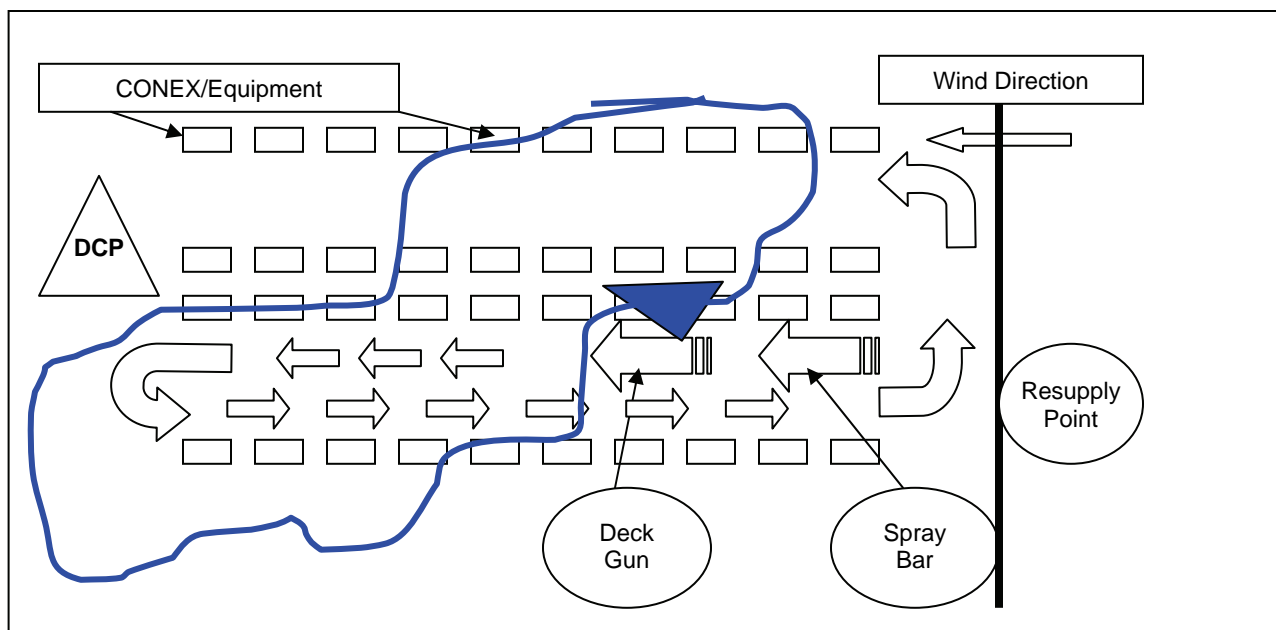 CONEX/Equipment
Wind Direction
DCP
Resupply
Point
Deck
Gun
Spray
Bar